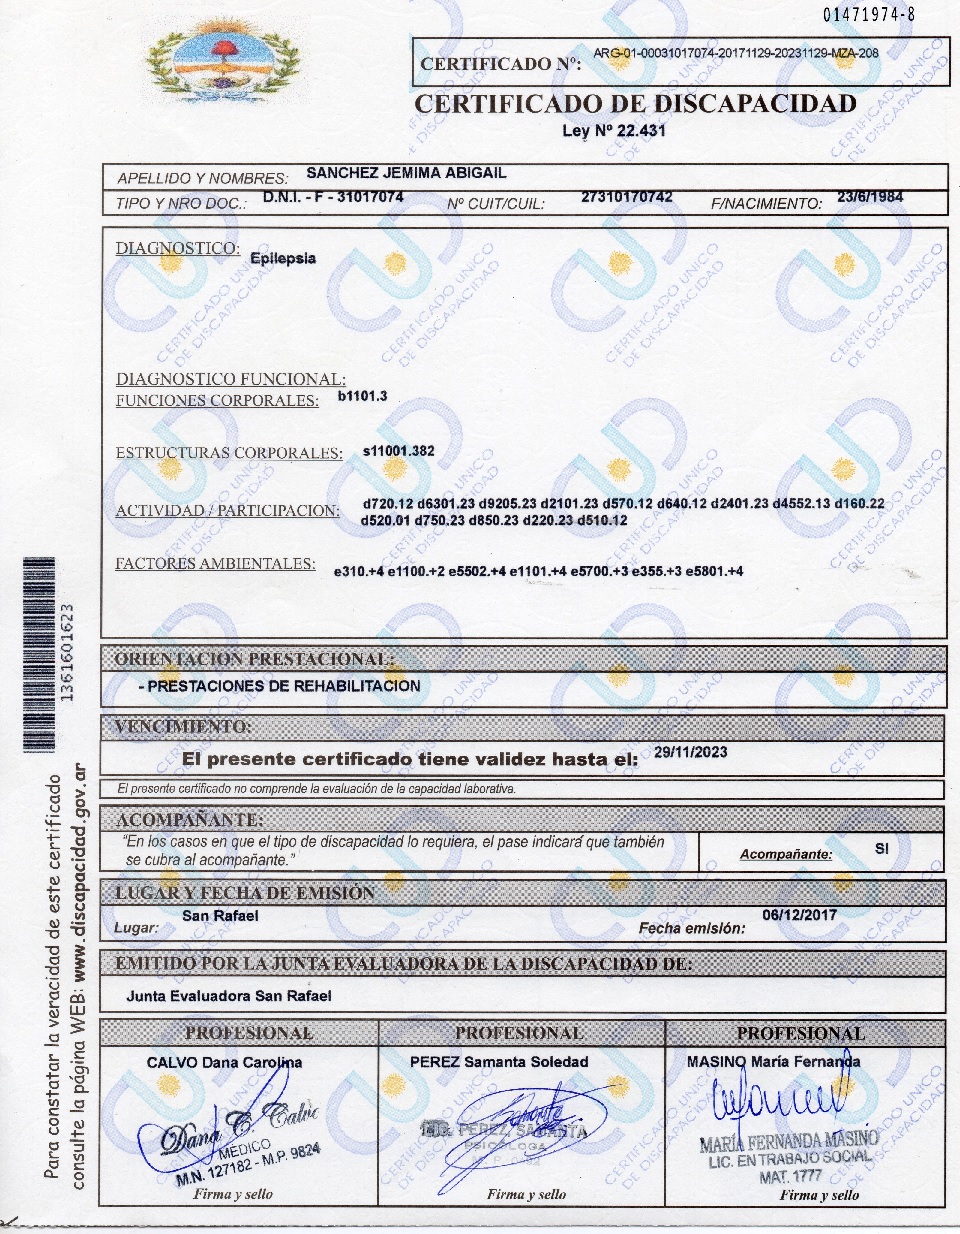 01471974-8
CERTIFICADO Nº: ARG-01-00031017074-20171129-20231129-MZA-208
CERTIFICADO DE DISCAPACIDAD
Ley Nº 22.431
APELLIDO Y NOMBRES: SANCHEZ JEMIMA ABIGAIL
TIPO Y NRO DOC.: D.N.I. - F - 31017074 Nº CUIT/CUIL: 27310170742 F/NACIMIENTO: 23/6/1984
DIAGNOSTICO: Epilepsia
DIAGNOSTICO FUNCIONAL:
FUNCIONES CORPORALES: b1101.3
ESTRUCTURAS CORPORALES: s11001.382
ACTIVIDAD / PARTICIPACION: d720.12 d6301.23 d9205.23 d2101.23 d570.12 d640.12 d2401.23 d4552.13 d160.22
d520.01 d750.23 d850.23 d220.23 d510.12
FACTORES AMBIENTALES: e310.+4 e1100.+2 e5502.+4 e1101.+4 e5700.+3 e355.+3 e5801.+4
ORIENTACION PRESTACIONAL:
- PRESTACIONES DE REHABILITACION
VENCIMIENTO:
El presente certificado tiene validez hasta el: 29/11/2023
El presente certificado no comprende la evaluación de la capacidad laborativa.
ACOMPAÑANTE:
"En los casos en que el tipo de discapacidad lo requiera, el pase indicará que también
se cubra al acompañante."
Acompañante: SI
LUGAR Y FECHA DE EMISIÓN
Lugar: San Rafael Fecha emisión: 06/12/2017
EMITIDO POR LA JUNTA EVALUADORA DE LA DISCAPACIDAD DE:
Junta Evaluadora San Rafael
PROFESIONAL PROFESIONAL PROFESIONAL
CALVO Dana Carolina PEREZ Samanta Soledad MASINO María Fernanda
Dana C. Calvo
MEDICO
M.N. 127182 - M.P. 9824
Firma y sello
PEREZ, SAMANTA
PSICOLOGA
Firma y sello
MARÍA FERNANDA MASINO
LIC. EN TRABAJO SOCIAL
MAT. 1777
Firma y sello
1361601623
Para constatar la veracidad de este certificado
consulte la página WEB: www.discapacidad.gov.ar
CUD
CERTIFICADO UNICO
DE DISCAPACIDAD